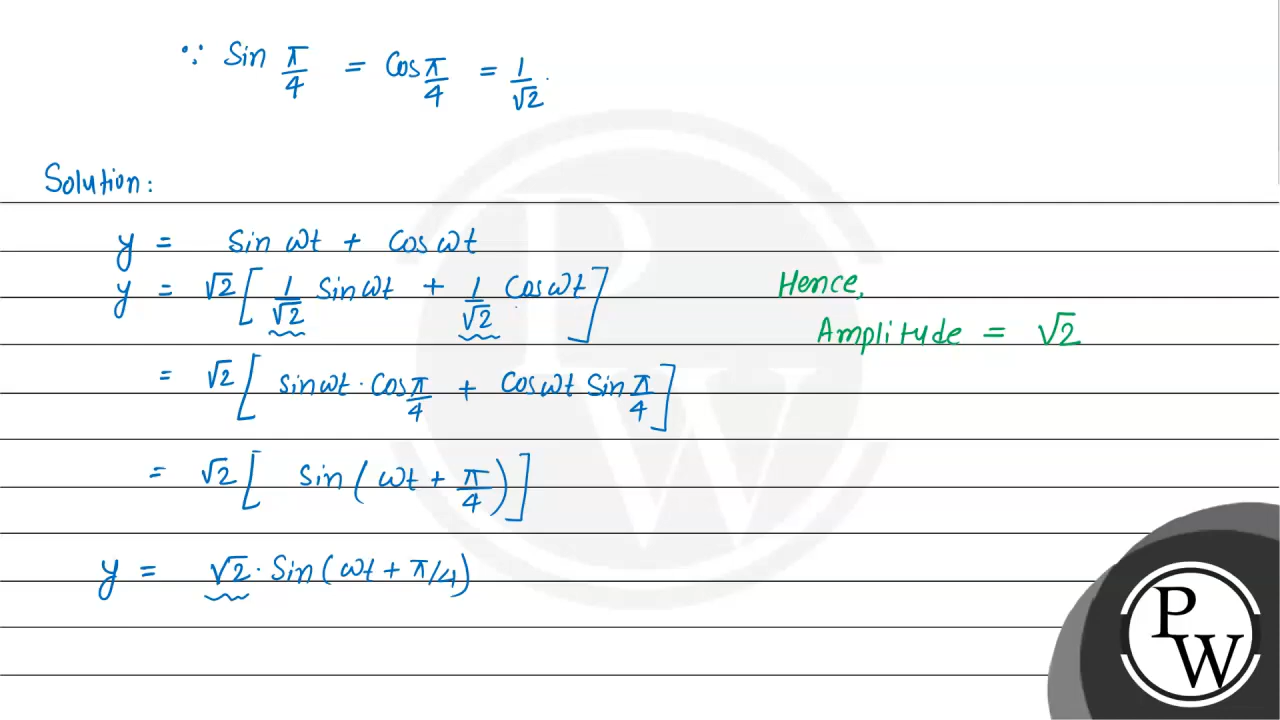 ∵ Sin π/4 = Cos π/4 = 1/√2
Solution:
y = Sin ωt + Cos ωt
y = √2 [ 1/√2 Sin ωt + 1/√2 Cos ωt ]
= √2 [ Sin ωt · Cos π/4 + Cos ωt Sin π/4 ]
= √2 [ Sin ( ωt + π/4 ) ]
y = √2 · Sin ( ωt + π/4 )
Hence,
Amplitude = √2
PW
PW